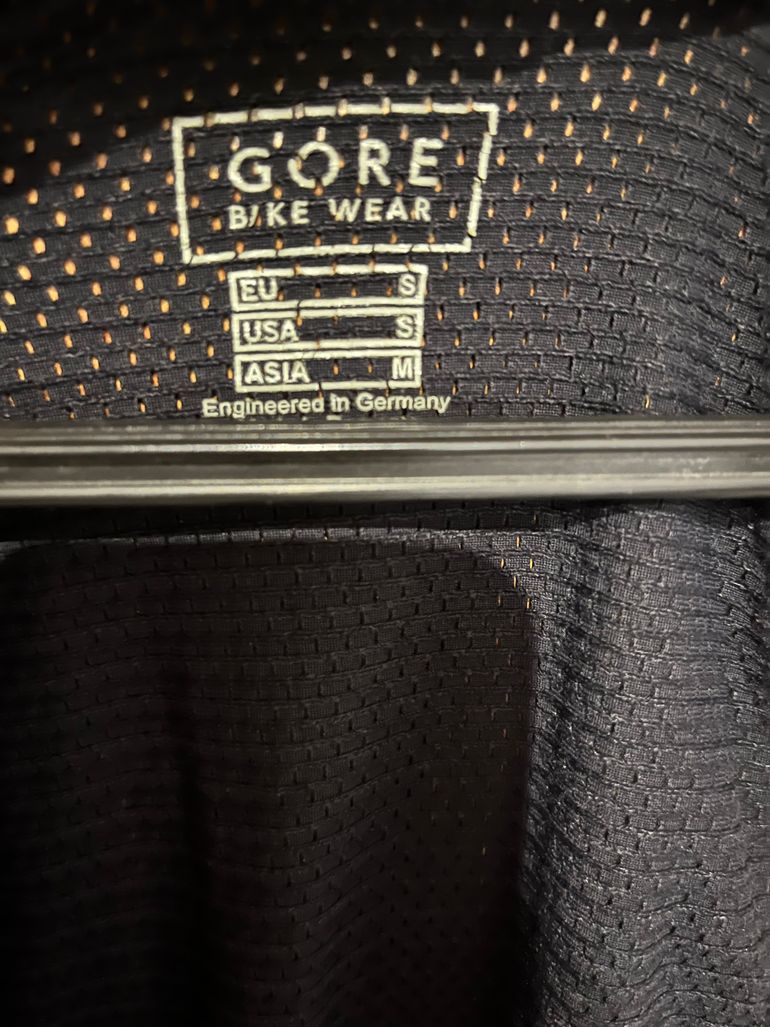 GORE
BIKE WEAR
EU S
USA S
ASIA M
Engineered in Germany